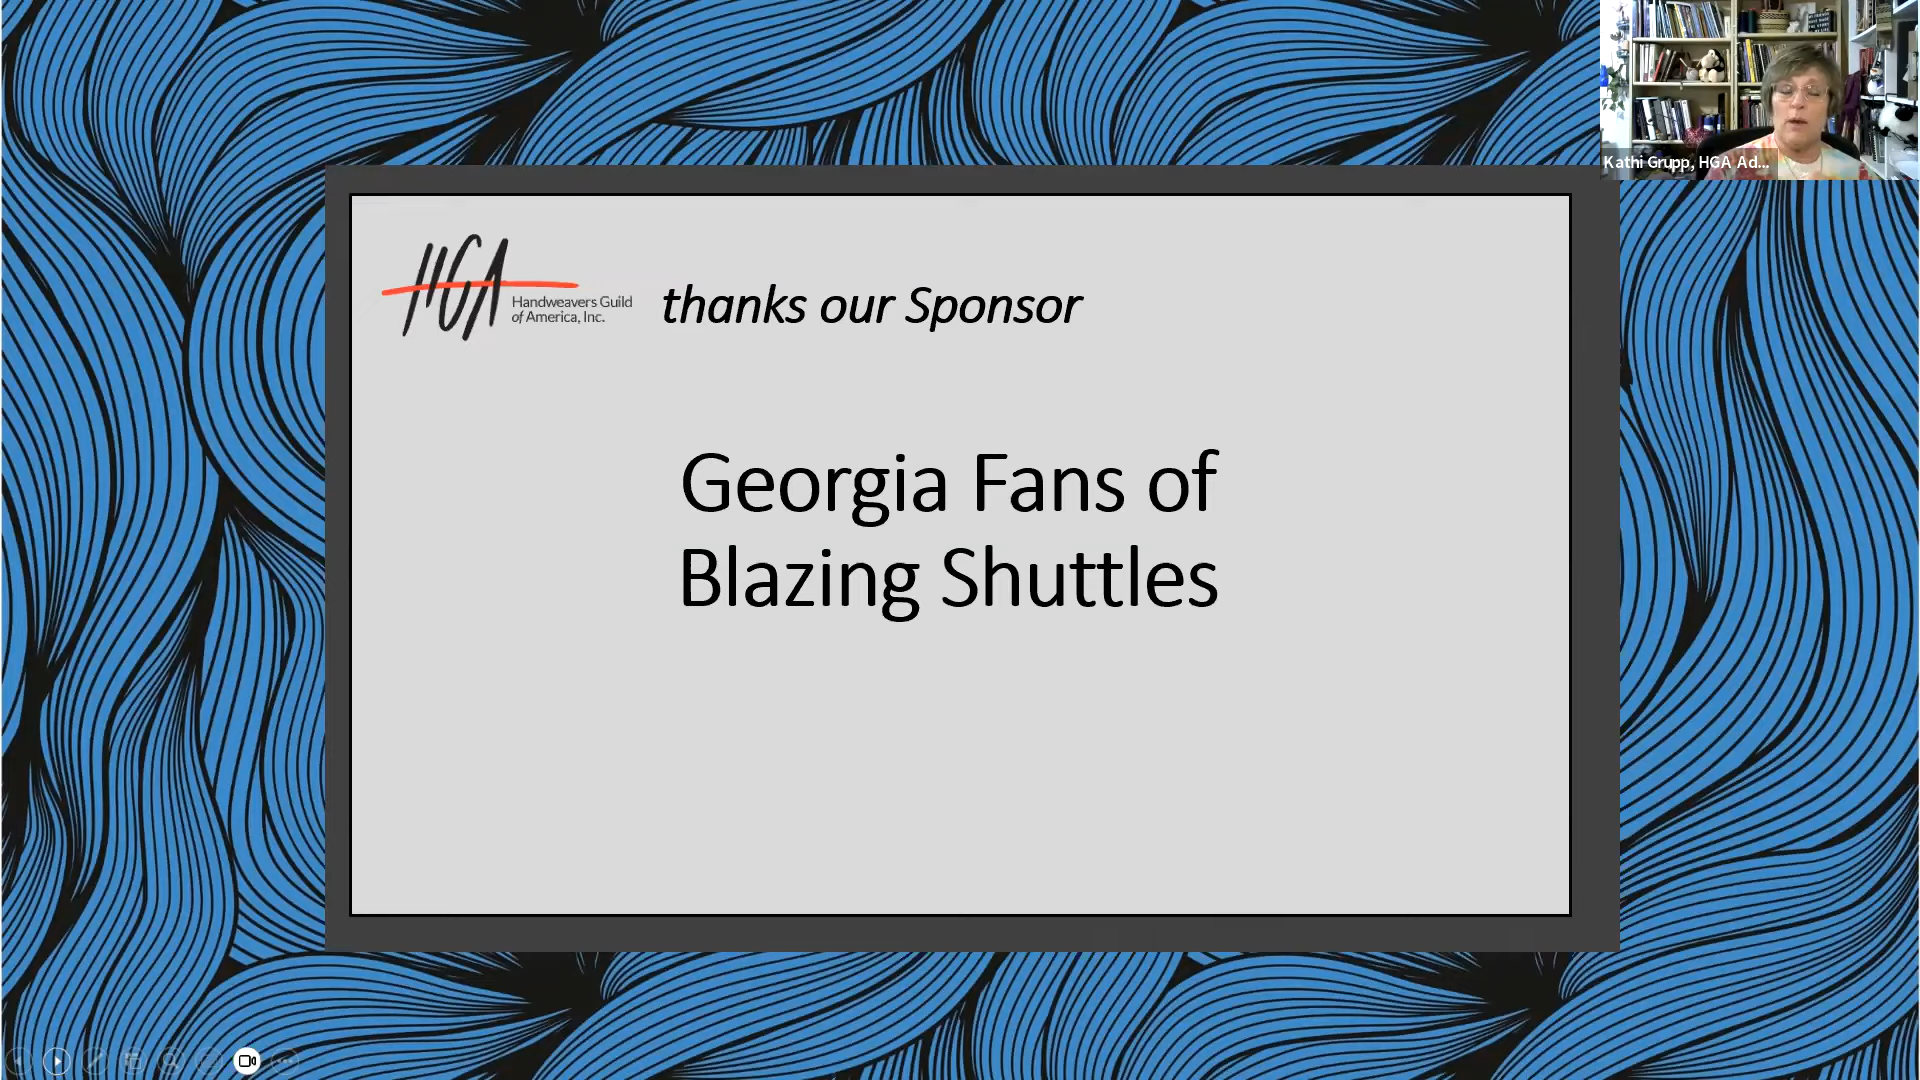 Kathi Grupp, HGA Ad...
HGA
Handweavers Guild
of America, Inc.
thanks our Sponsor
Georgia Fans of
Blazing Shuttles